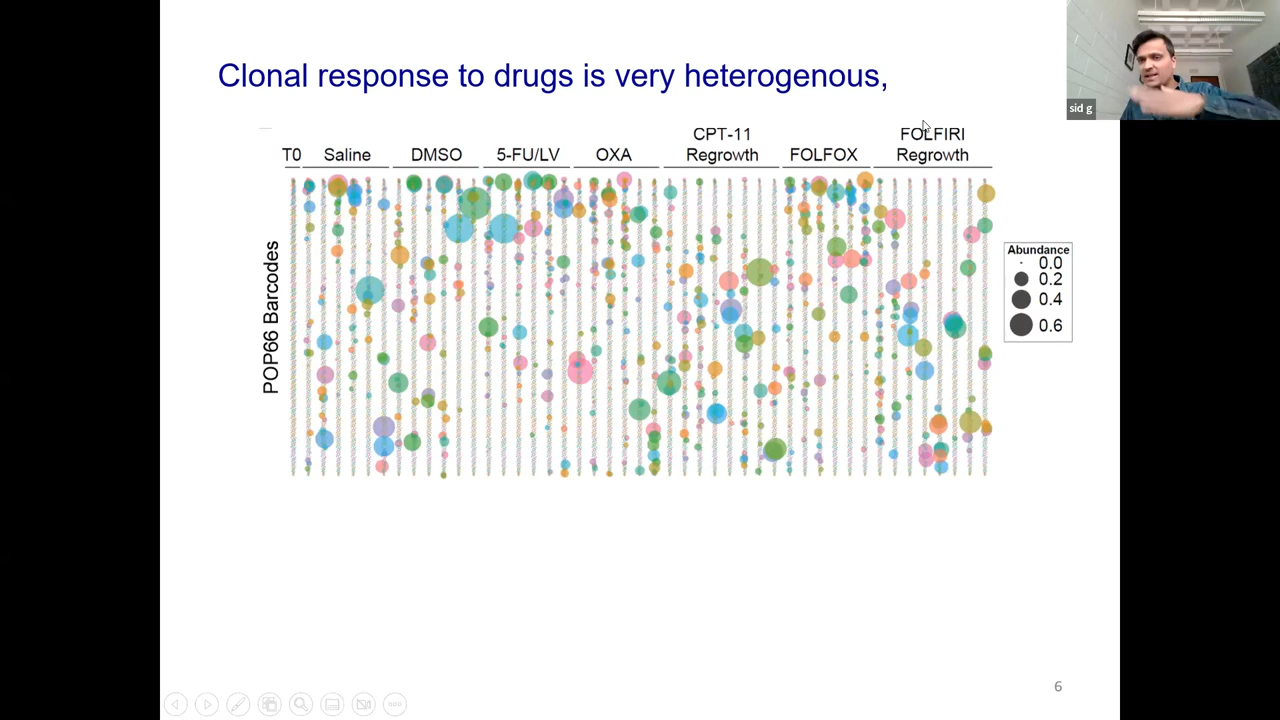 Clonal response to drugs is very heterogenous,
sid g
T0
Saline
DMSO
5-FU/LV
OXA
CPT-11
Regrowth
FOLFOX
FOLFIRI
Regrowth
POP66 Barcodes
Abundance
0.0
0.2
0.4
0.6
6